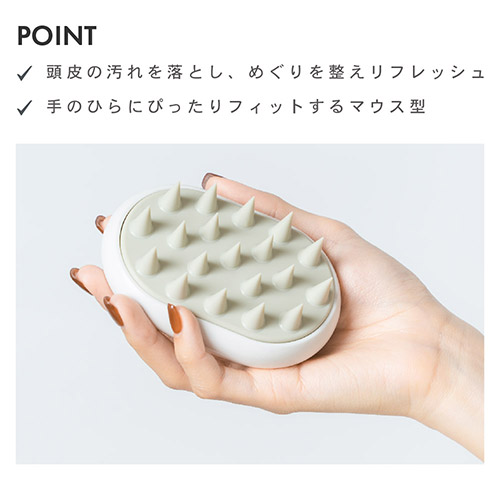 POINT
頭皮の汚れを落とし、めぐりを整えリフレッシュ
手のひらにぴったりフィットするマウス型